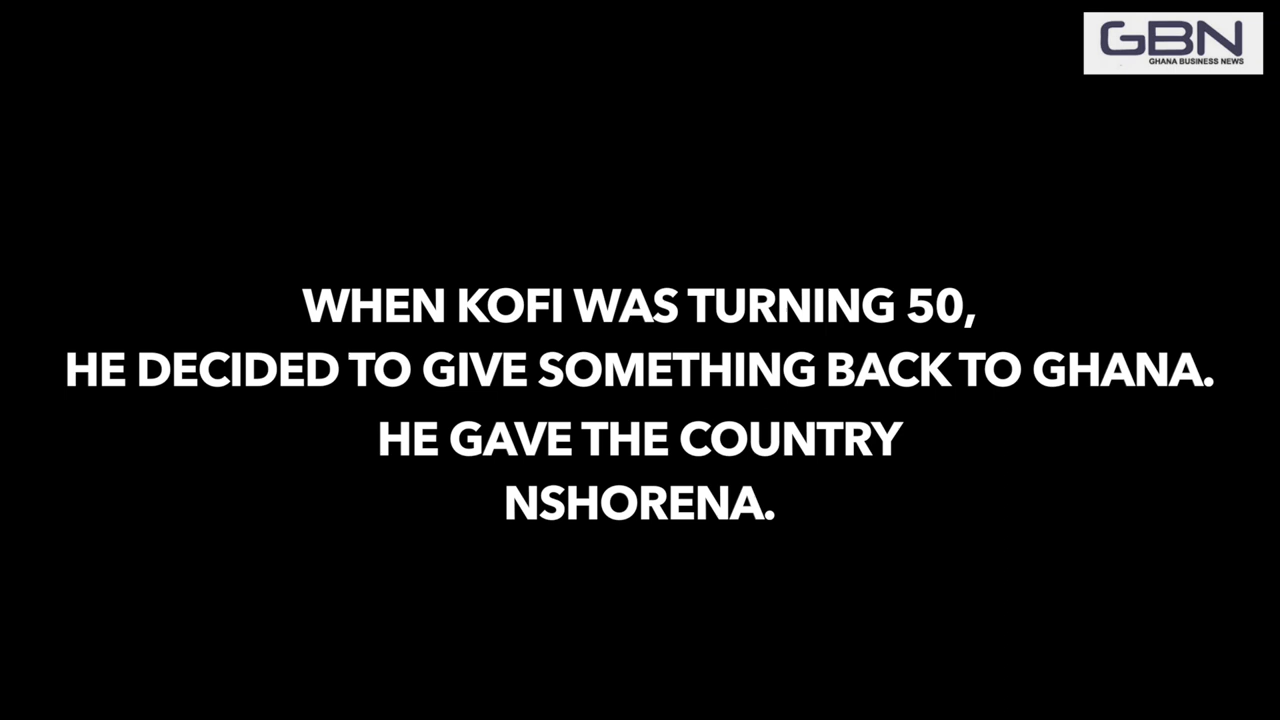 GBN
GHANA BUSINESS NEWS
WHEN KOFI WAS TURNING 50,
HE DECIDED TO GIVE SOMETHING BACK TO GHANA.
HE GAVE THE COUNTRY
NSHORENA.